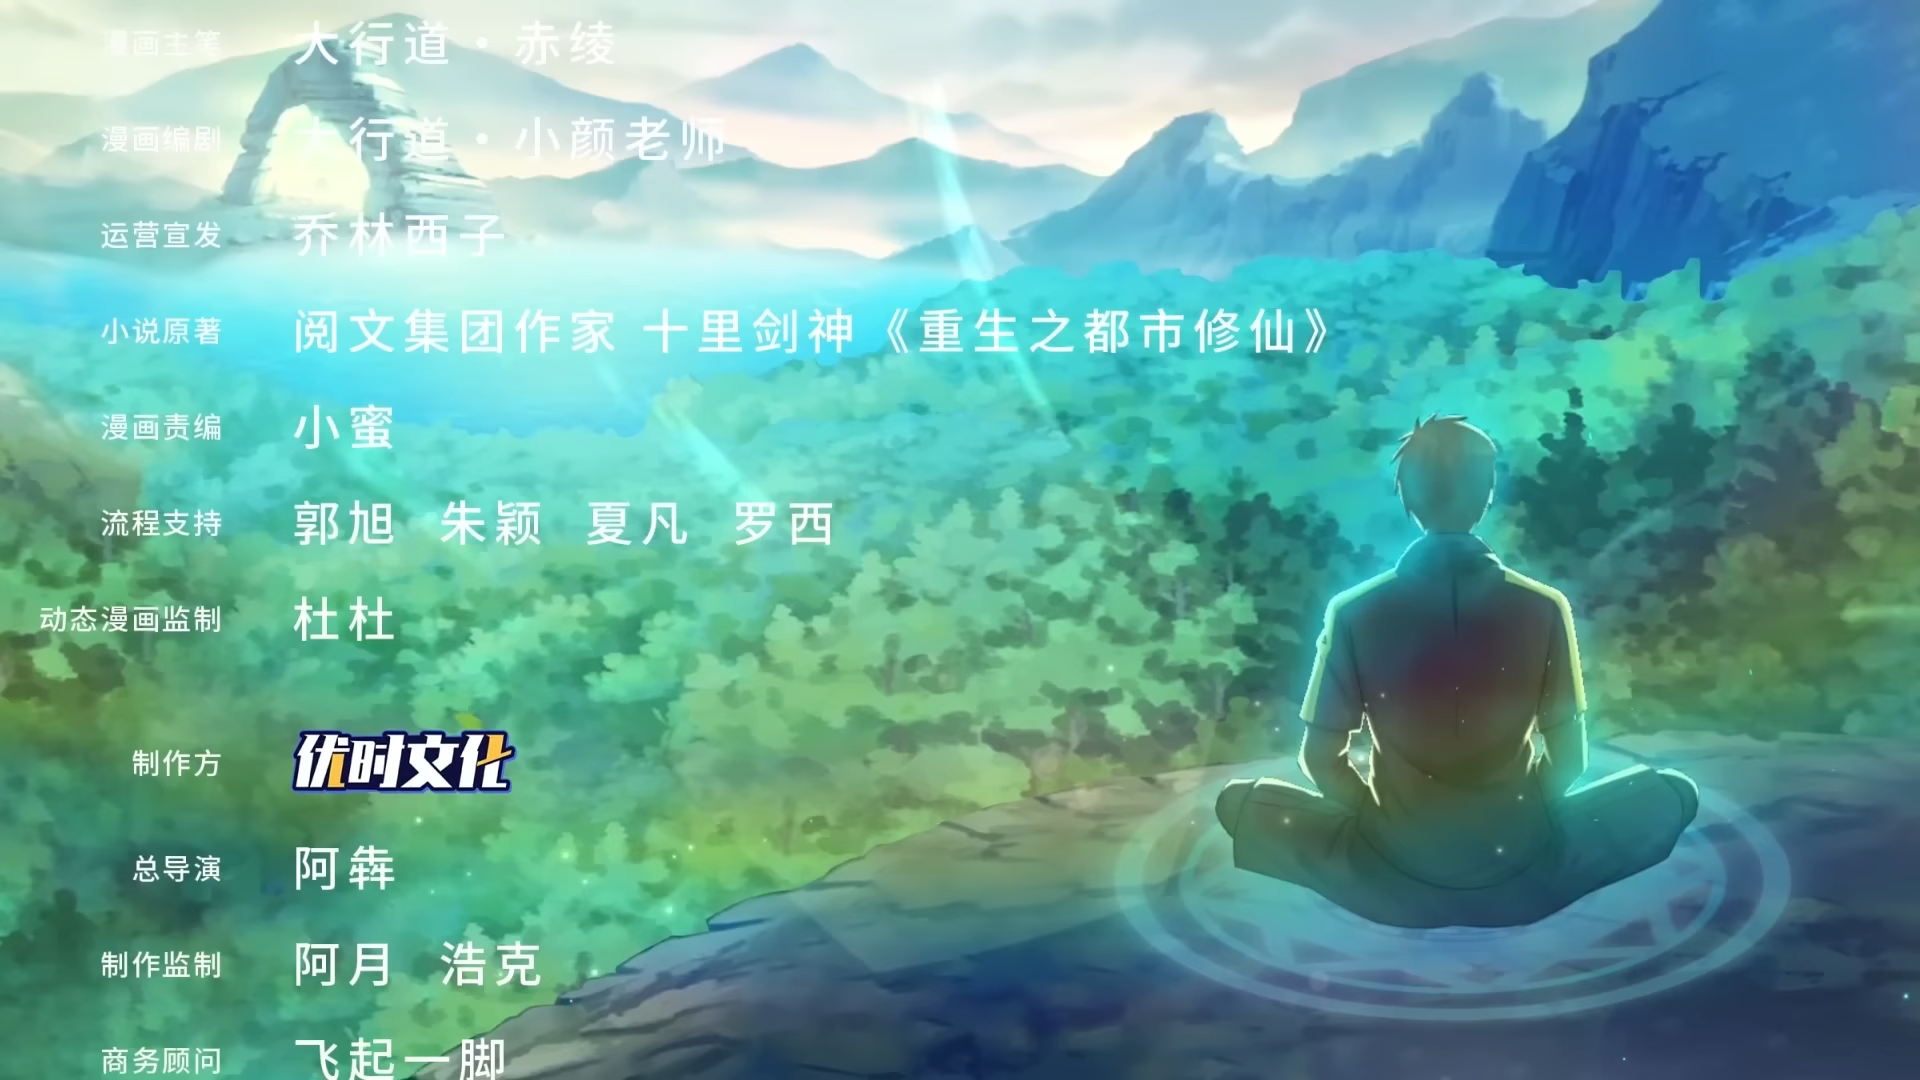 漫画主笔 大行道·赤绫
漫画编剧 大行道·小颜老师
运营宣发 乔林西子
小说原著 阅文集团作家 十里剑神《重生之都市修仙》
漫画责编 小蜜
流程支持 郭旭 朱颖 夏凡 罗西
动态漫画监制 杜杜
制作方 优时文化
总导演 阿犇
制作监制 阿月 浩克
商务顾问 飞起一脚